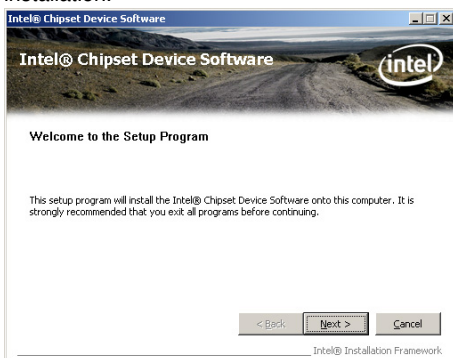 installation.
Intel® Chipset Device Software
Intel® Chipset Device Software
intel
Welcome to the Setup Program
This setup program will install the Intel® Chipset Device Software onto this computer. It is
strongly recommended that you exit all programs before continuing.
< Back
Next >
Cancel
Intel® Installation Framework